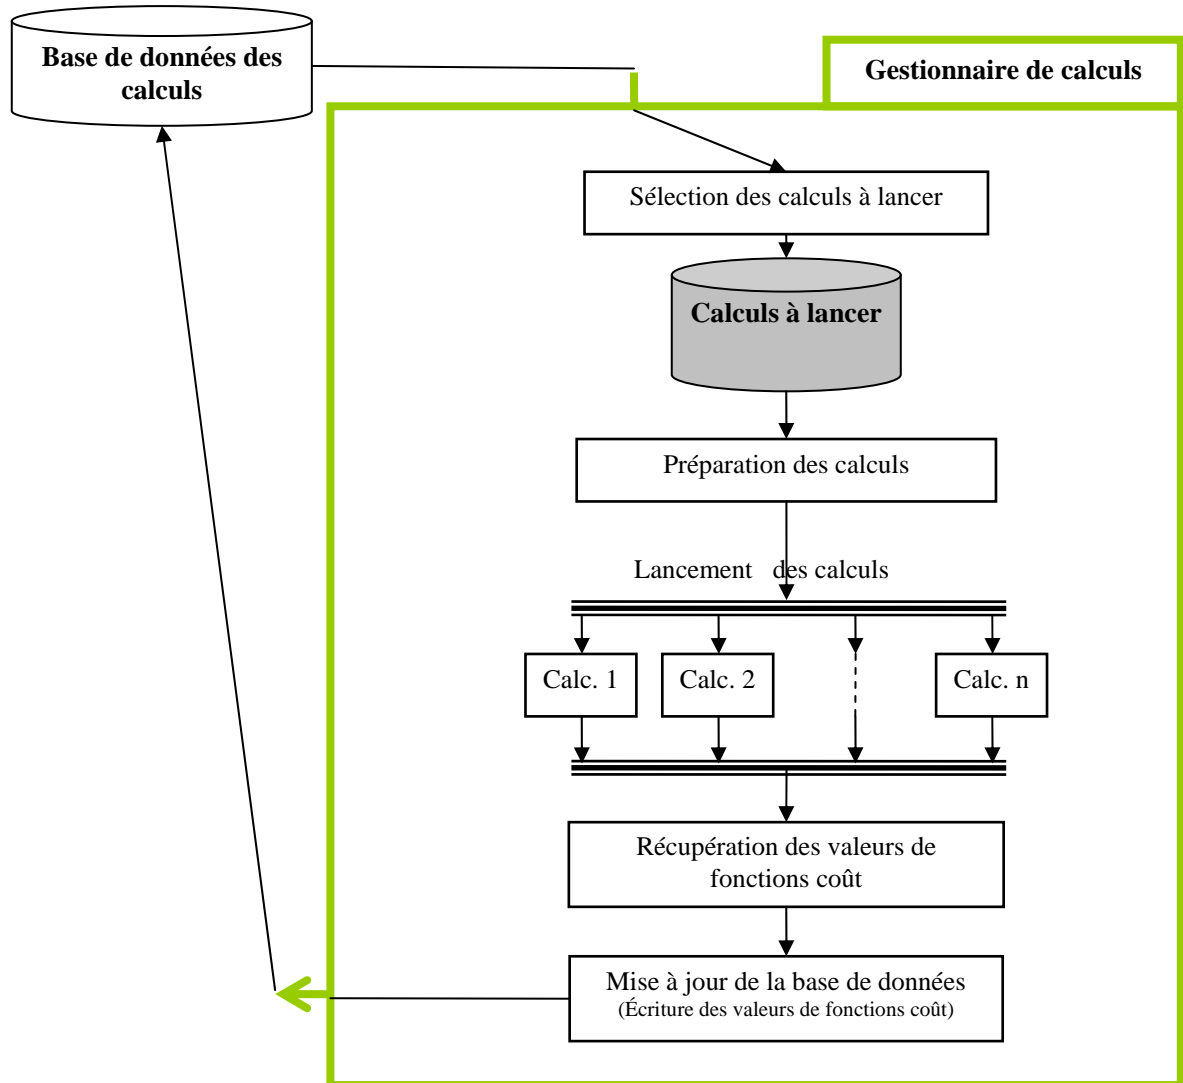 Base de données des
calculs
Gestionnaire de calculs
Sélection des calculs à lancer
Calculs à lancer
Préparation des calculs
Lancement des calculs
Calc. 1
Calc. 2
Calc. n
Récupération des valeurs de
fonctions coût
Mise à jour de la base de données
(Écriture des valeurs de fonctions coût)